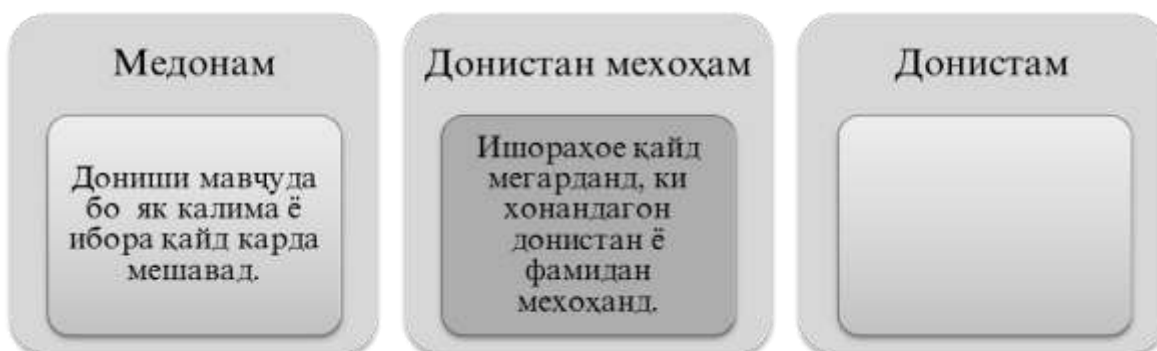 Медонам
Дониши мавҷуда
бо як калима ё
ибора қайд карда
мешавад.
Донистан мехоҳам
Ишораҳое қайд
мегарданд, ки
хонандагон
донистан ё
фамидан
мехоҳанд.
Донистам